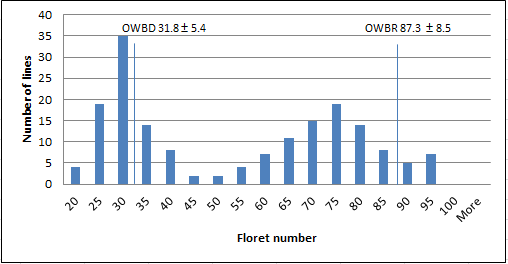 40
OWBD 31.8 ± 5.4
OWBR 87.3 ± 8.5
35
30
25
20
15
10
5
0
Number of lines
20 25 30 35 40 45 50 55 60 65 70 75 80 85 90 95 100 More
Floret number